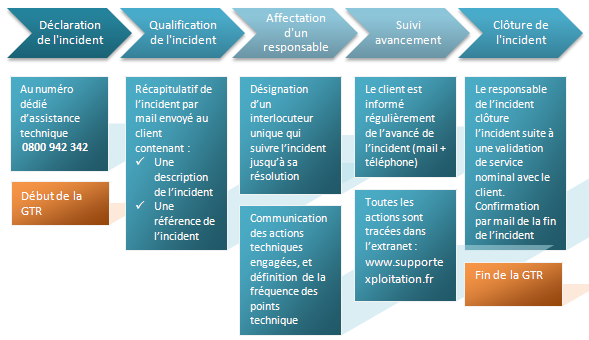 Déclaration
de l'incident
Qualification
de l'incident
Affectation
d'un
responsable
Suivi
avancement
Clôture de
l'incident
Au numéro
dédié
d'assistance
technique
0800 942 342
Début de la
GTR
Récapitulatif de
l'incident par
mail envoyé au
client
contenant :
✓ Une
description
de l'incident
✓ Une
référence de
l'incident
Désignation
d'un
interlocuteur
unique qui
suivre l'incident
jusqu'à sa
résolution
Communication
des actions
techniques
engagées, et
définition de la
fréquence des
points
technique
Le client est
informé
régulièrement
de l'avancé de
l'incident (mail +
téléphone)
Toutes les
actions sont
tracées dans
l'extranet :
www.supporte
xploitation.fr
Le responsable
de l'incident
clôture
l'incident suite à
une validation
de service
nominal avec le
client.
Confirmation
par mail de la fin
de l'incident
Fin de la GTR